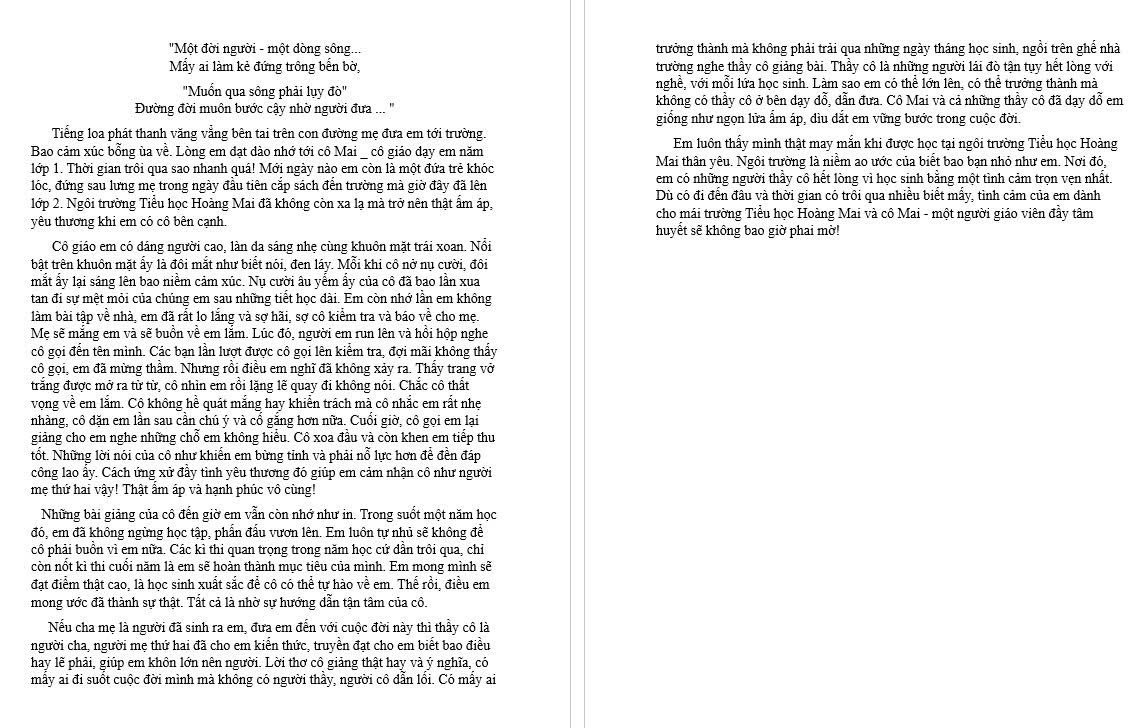 "Một đời người - một dòng sông...
Mấy ai làm kẻ đứng trông bến bờ,
"Muốn qua sông phải lụy đò"
Đường đời muôn bước cậy nhờ người đưa ... "
Tiếng loa phát thanh văng vẳng bên tai trên con đường mẹ đưa em tới trường.
Bao cảm xúc bỗng ùa về. Lòng em dạt dào nhớ tới cô Mai _ cô giáo dạy em năm
lớp 1. Thời gian trôi qua sao nhanh quá! Mới ngày nào em còn là một đứa trẻ khóc
lóc, đứng sau lưng mẹ trong ngày đầu tiên cắp sách đến trường mà giờ đây đã lên
lớp 2. Ngôi trường Tiểu học Hoàng Mai đã không còn xa lạ mà trở nên thật ấm áp,
yêu thương khi em có cô bên cạnh.
Cô giáo em có dáng người cao, làn da sáng nhẹ cùng khuôn mặt trái xoan. Nổi
bật trên khuôn mặt ấy là đôi mắt như biết nói, đen láy. Mỗi khi cô nở nụ cười, đôi
mắt ấy lại sáng lên bao niềm cảm xúc. Nụ cười âu yếm ấy của cô đã bao lần xua
tan đi sự mệt mỏi của chúng em sau những tiết học dài. Em còn nhớ lần em không
làm bài tập về nhà, em đã rất lo lắng và sợ hãi, sợ cô kiểm tra và báo về cho mẹ.
Mẹ sẽ mắng em và sẽ buồn về em lắm. Lúc đó, người em run lên và hồi hộp nghe
cô gọi đến tên mình. Các bạn lần lượt được cô gọi lên kiểm tra, đợi mãi không thấy
cô gọi, em đã mừng thầm. Nhưng rồi điều em nghĩ đã không xảy ra. Thấy trang vở
trắng được mở ra từ từ, cô nhìn em rồi lặng lẽ quay đi không nói. Chắc cô thất
vọng về em lắm. Cô không hề quát mắng hay khiển trách mà cô nhắc em rất nhẹ
nhàng, cô dặn em lần sau cần chú ý và cố gắng hơn nữa. Cuối giờ, cô gọi em lại
giảng cho em nghe những chỗ em không hiểu. Cô xoa đầu và còn khen em tiếp thu
tốt. Những lời nói của cô như khiến em bừng tỉnh và phải nỗ lực hơn để đền đáp
công lao ấy. Cách ứng xử đầy tình yêu thương đó giúp em cảm nhận cô như người
mẹ thứ hai vậy! Thật ấm áp và hạnh phúc vô cùng!
Những bài giảng của cô đến giờ em vẫn còn nhớ như in. Trong suốt một năm học
đó, em đã không ngừng học tập, phấn đấu vươn lên. Em luôn tự nhủ sẽ không để
cô phải buồn vì em nữa. Các kì thi quan trọng trong năm học cứ dần trôi qua, chỉ
còn nốt kì thi cuối năm là em sẽ hoàn thành mục tiêu của mình. Em mong mình sẽ
đạt điểm thật cao, là học sinh xuất sắc để cô có thể tự hào về em. Thế rồi, điều em
mong ước đã thành sự thật. Tất cả là nhờ sự hướng dẫn tận tâm của cô.
Nếu cha mẹ là người đã sinh ra em, đưa em đến với cuộc đời này thì thầy cô là
người cha, người mẹ thứ hai đã cho em kiến thức, truyền đạt cho em biết bao điều
hay lẽ phải, giúp em khôn lớn nên người. Lời thơ cô giảng thật hay và ý nghĩa, có
mấy ai đi suốt cuộc đời mình mà không có người thầy, người cô dẫn lối. Có mấy ai
trưởng thành mà không phải trải qua những ngày tháng học sinh, ngồi trên ghế nhà
trường nghe thầy cô giảng bài. Thầy cô là những người lái đò tận tụy hết lòng với
nghề, với mỗi lứa học sinh. Làm sao em có thể lớn lên, có thể trưởng thành mà
không có thầy cô ở bên dạy dỗ, dẫn đưa. Cô Mai và cả những thầy cô đã dạy dỗ em
giống như ngọn lửa ấm áp, dìu dắt em vững bước trong cuộc đời.
Em luôn thấy mình thật may mắn khi được học tại ngôi trường Tiểu học Hoàng
Mai thân yêu. Ngôi trường là niềm ao ước của biết bao bạn nhỏ như em. Nơi đó,
em có những người thầy cô hết lòng vì học sinh bằng một tình cảm trọn vẹn nhất.
Dù có đi đến đâu và thời gian có trôi qua nhiều biết mấy, tình cảm của em dành
cho mái trường Tiểu học Hoàng Mai và cô Mai - một người giáo viên đầy tâm
huyết sẽ không bao giờ phai mờ!